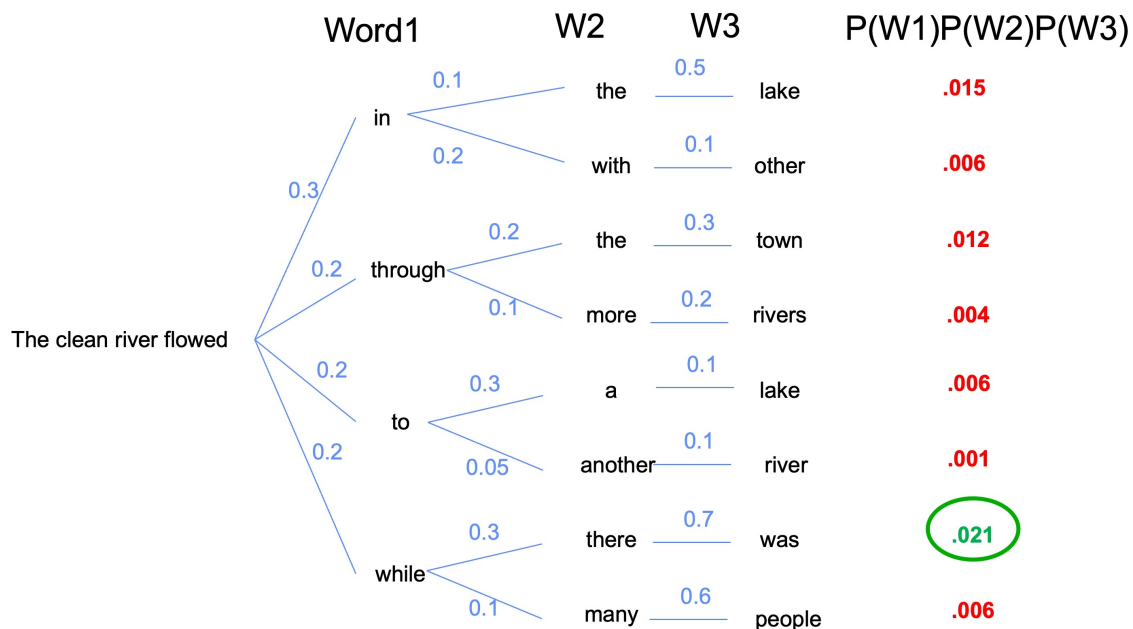 Word1 W2 W3 P(W1)P(W2)P(W3)
0.1 the 0.5 lake .015
in
0.2 with 0.1 other .006
0.3
0.2 the 0.3 town .012
0.2 through
0.1 more 0.2 rivers .004
The clean river flowed
0.2 0.3 a 0.1 lake .006
to
0.2 0.05 another 0.1 river .001
0.3 there 0.7 was .021
while
0.1 many 0.6 people .006